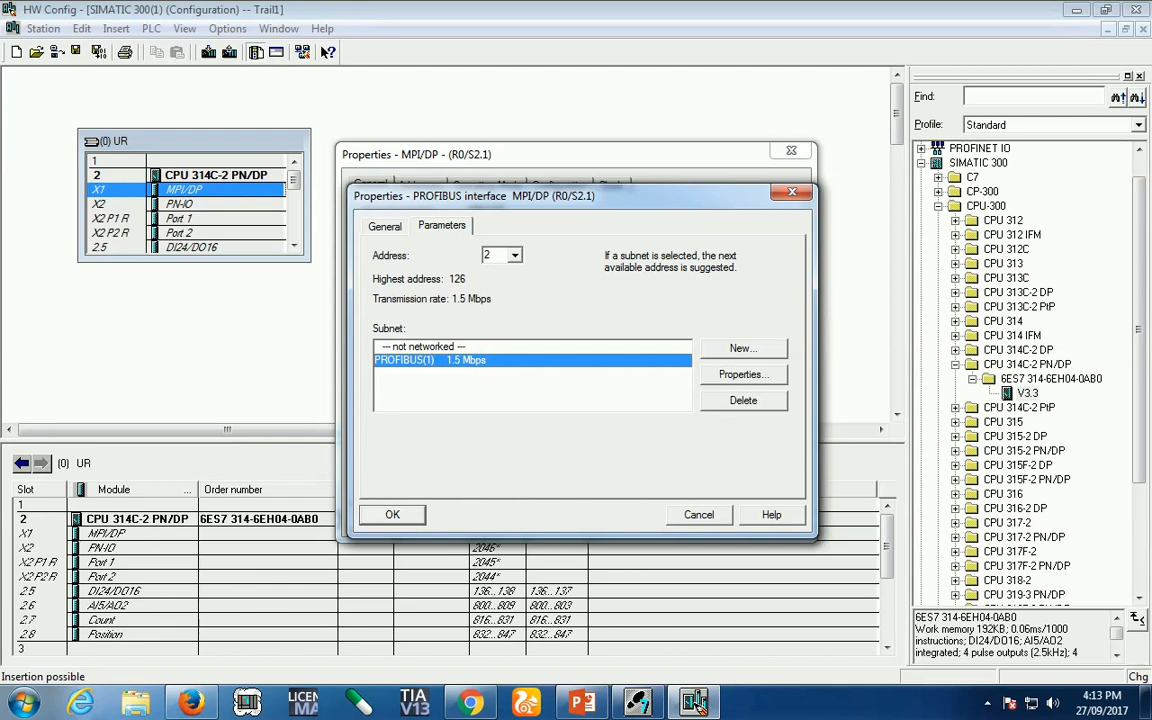 HW Config - [SIMATIC 300(1) (Configuration) -- Trail1]
Station Edit Insert PLC View Options Window Help
(0) UR
1
2 CPU 314C-2 PN/DP
X1 MPI/DP
X2 PN-IO
X2 P1 R Port 1
X2 P2 R Port 2
2.5 DI24/DO16
Properties - MPI/DP - (R0/S2.1)
Properties - PROFIBUS interface MPI/DP (R0/S2.1)
General Parameters
Address: 2
If a subnet is selected, the next
available address is suggested.
Highest address: 126
Transmission rate: 1.5 Mbps
Subnet:
--- not networked ---
PROFIBUS(1) 1.5 Mbps
New...
Properties...
Delete
OK Cancel Help
Find:
Profile: Standard
PROFINET IO
SIMATIC 300
C7
CP-300
CPU-300
CPU 312
CPU 312 IFM
CPU 312C
CPU 313
CPU 313C
CPU 313C-2 DP
CPU 313C-2 PtP
CPU 314
CPU 314 IFM
CPU 314C-2 DP
CPU 314C-2 PN/DP
6ES7 314-6EH04-0AB0
V3.3
CPU 314C-2 PtP
CPU 315
CPU 315-2 DP
CPU 315-2 PN/DP
CPU 315F-2 DP
CPU 315F-2 PN/DP
CPU 316
CPU 317-2
CPU 317-2 PN/DP
CPU 317F-2
CPU 317F-2 PN/DP
CPU 318-2
CPU 319-3 PN/DP
6ES7 314-6EH04-0AB0
Work memory 192KB; 0.06ms/1000
instructions; DI24/DO16; AI5/AO2
integrated; 4 pulse outputs (2.5kHz); 4
(0) UR
Slot Module ... Order number
1
2 CPU 314C-2 PN/DP 6ES7 314-6EH04-0AB0
X1 MPI/DP
X2 PN-IO 2046*
X2 P1 R Port 1 2045*
X2 P2 R Port 2 2044*
2.5 DI24/DO16 136...138 136...137
2.6 AI5/AO2 800...809 800...803
2.7 Count 816...831 816...831
2.8 Position 832...847 832...847
3
Insertion possible
Chg
LICEN
MA
TIA
V13
4:13 PM
27/09/2017